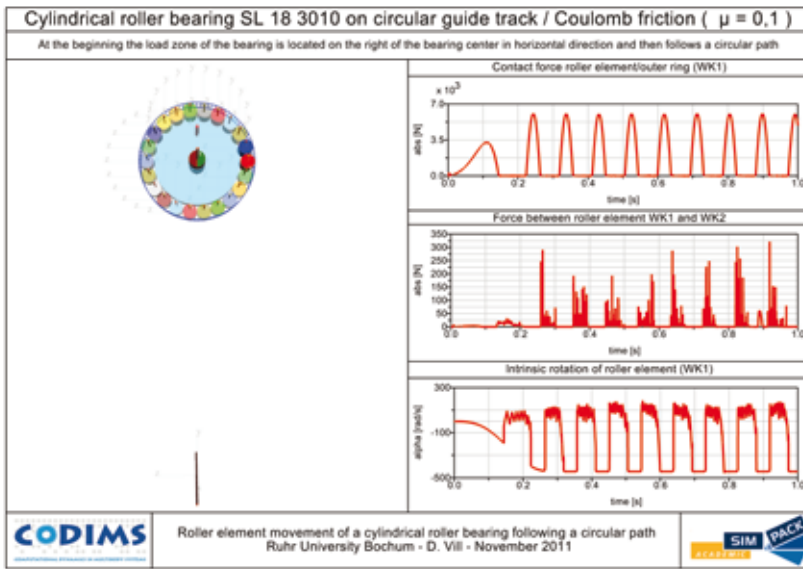 Cylindrical roller bearing SL 18 3010 on circular guide track / Coulomb friction ( μ = 0,1 )
At the beginning the load zone of the bearing is located on the right of the bearing center in horizontal direction and then follows a circular path
Contact force roller element/outer ring (WK1)
x 10³
7.0
3.5
0.0
abs [N]
0.0 0.2 0.4 0.6 0.8 1.0
time [s]
Force between roller element WK1 and WK2
350
300
250
200
150
100
50
0
abs [N]
0.0 0.2 0.4 0.6 0.8 1.0
time [s]
Intrinsic rotation of roller element (WK1)
300
-100
-500
alpha [rad/s]
0.0 0.2 0.4 0.6 0.8 1.0
time [s]
CODIMS
COMPUTATIONAL DYNAMICS IN MULTIBODY SYSTEMS
Roller element movement of a cylindrical roller bearing following a circular path
Ruhr University Bochum - D. Vill - November 2011
SIMPACK
ACADEMIC